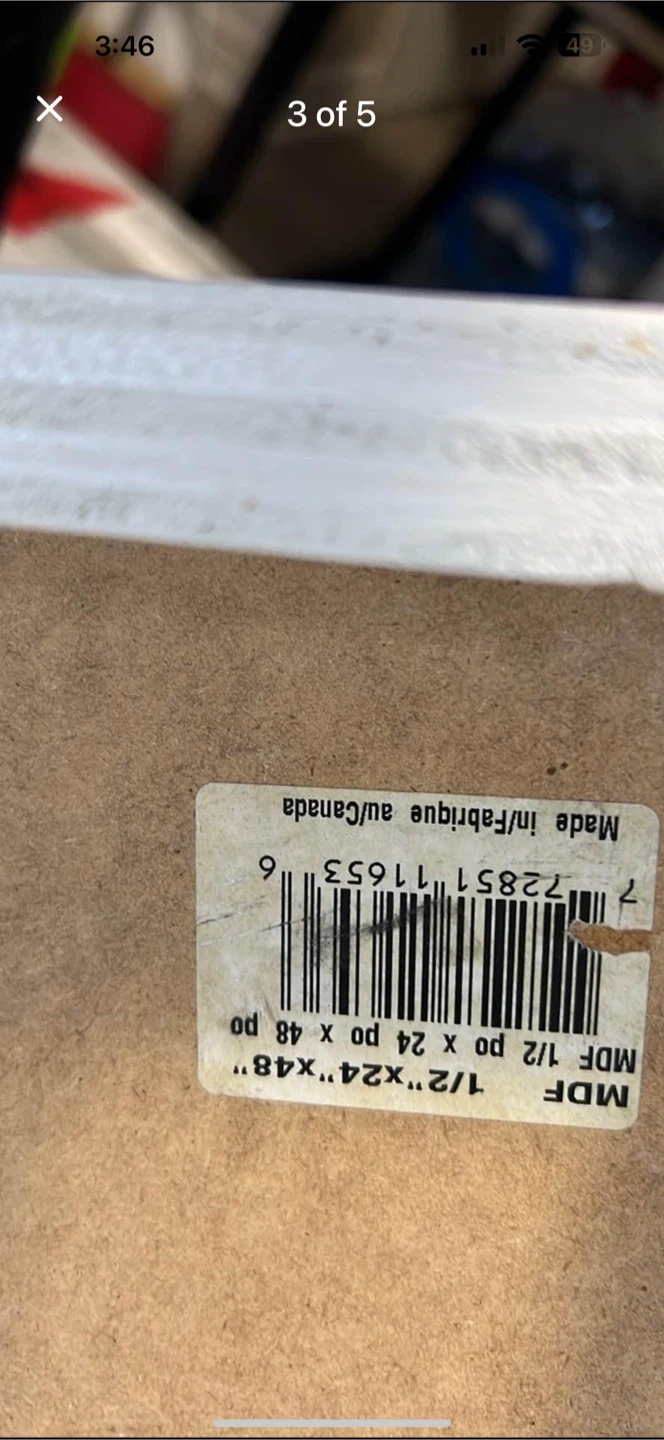 3:46
49
3 of 5
MDF 1/2"x24"x48"
MDF 1/2 po x 24 po x 48 po
7 72851 11653 6
Made in/Fabrique au/Canada